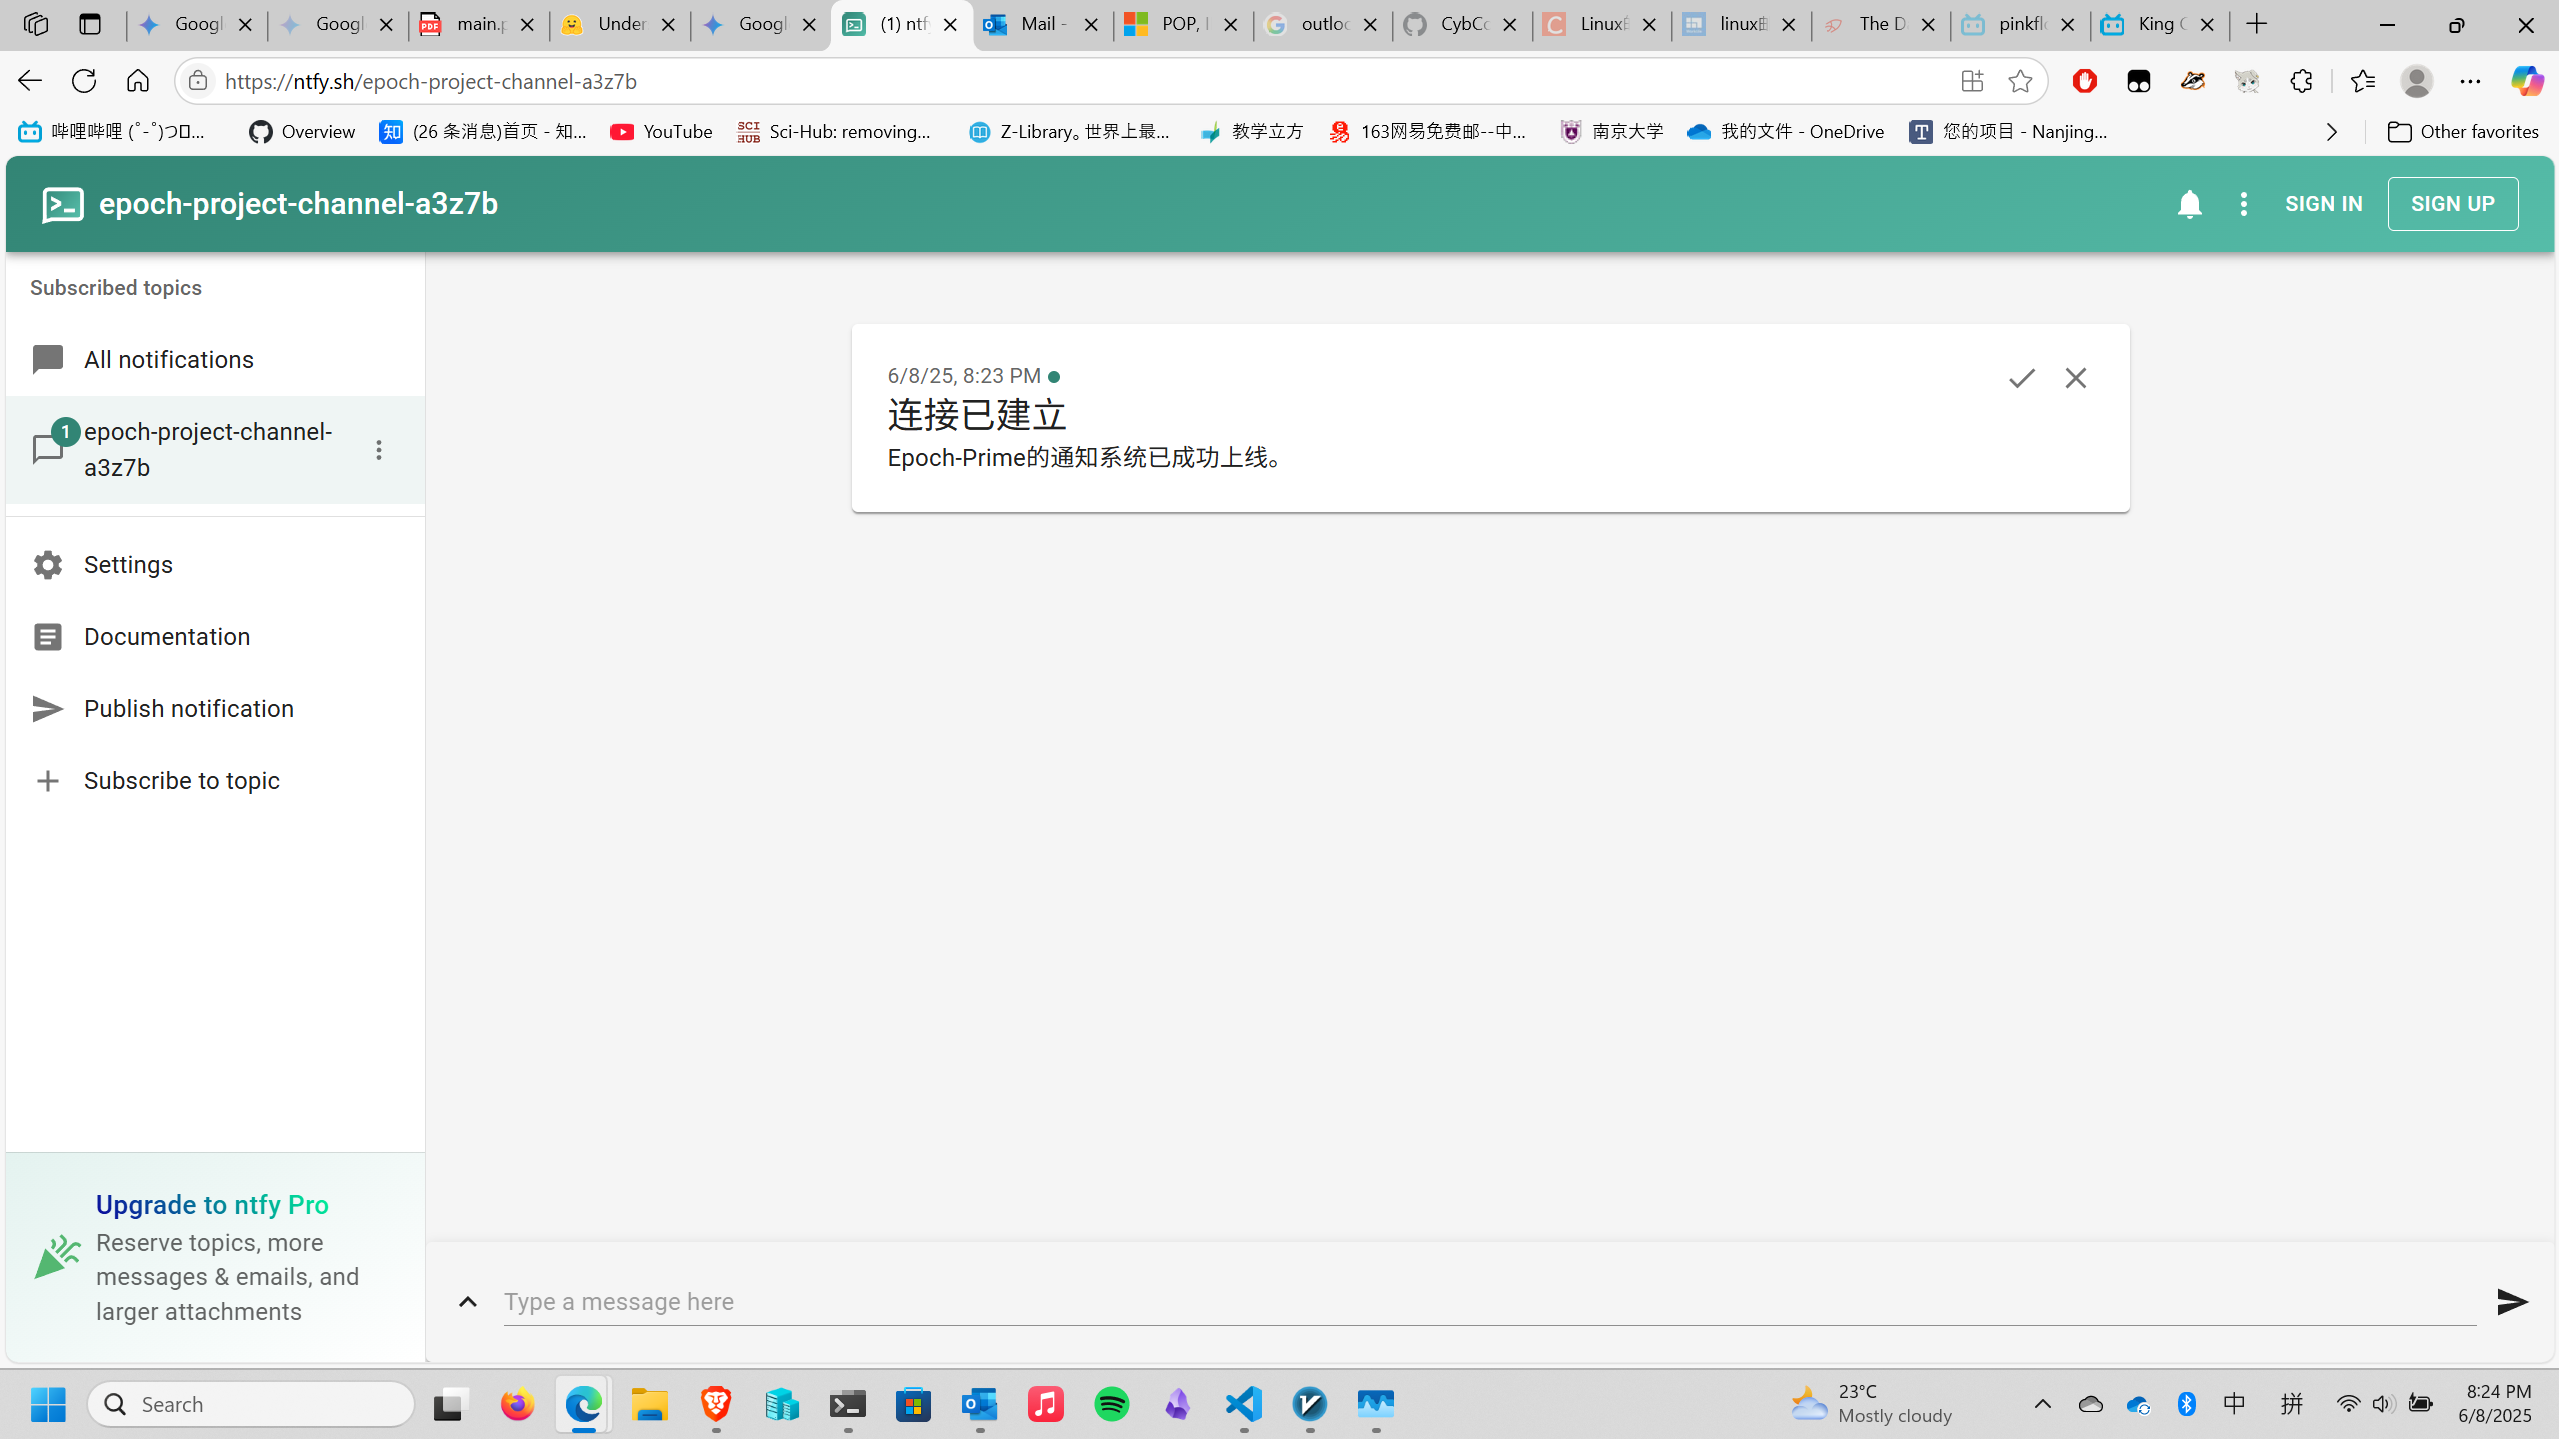 Googl
Googl
main.p
Under
Googl
(1) ntfy
Mail -
POP, I
outloo
CybCo
Linux
linux
The Da
pinkflo
King C
https://ntfy.sh/epoch-project-channel-a3z7b
哔哩哔哩 (゜-゜)つロ...
Overview
(26 条消息)首页 - 知...
YouTube
Sci-Hub: removing...
Z-Library。世界上最...
教学立方
163网易免费邮--中...
南京大学
我的文件 - OneDrive
您的项目 - Nanjing...
Other favorites
epoch-project-channel-a3z7b
SIGN IN
SIGN UP
Subscribed topics
All notifications
1
epoch-project-channel-
a3z7b
Settings
Documentation
Publish notification
Subscribe to topic
6/8/25, 8:23 PM
连接已建立
Epoch-Prime的通知系统已成功上线。
Upgrade to ntfy Pro
Reserve topics, more
messages & emails, and
larger attachments
Type a message here
Search
23°C
Mostly cloudy
中
拼
8:24 PM
6/8/2025